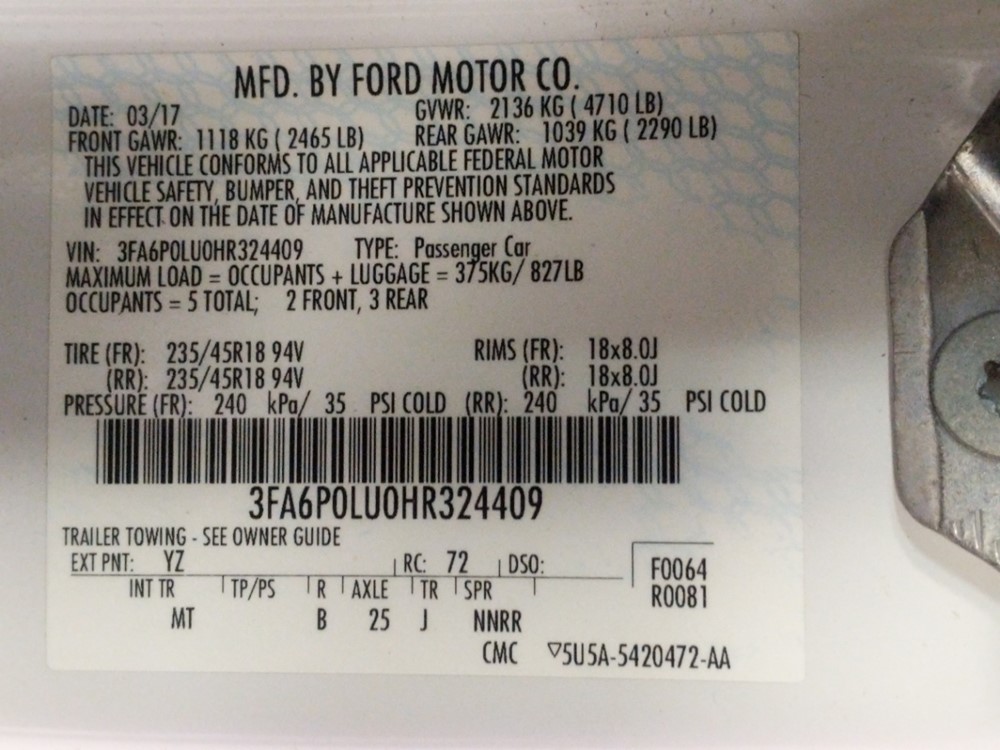 MFD. BY FORD MOTOR CO.
DATE: 03/17 GVWR: 2136 KG ( 4710 LB)
FRONT GAWR: 1118 KG ( 2465 LB) REAR GAWR: 1039 KG ( 2290 LB)
THIS VEHICLE CONFORMS TO ALL APPLICABLE FEDERAL MOTOR
VEHICLE SAFETY, BUMPER, AND THEFT PREVENTION STANDARDS
IN EFFECT ON THE DATE OF MANUFACTURE SHOWN ABOVE.
VIN: 3FA6P0LU0HR324409 TYPE: Passenger Car
MAXIMUM LOAD = OCCUPANTS + LUGGAGE = 375KG/ 827LB
OCCUPANTS = 5 TOTAL; 2 FRONT, 3 REAR
TIRE (FR): 235/45R18 94V RIMS (FR): 18x8.0J
(RR): 235/45R18 94V (RR): 18x8.0J
PRESSURE (FR): 240 kPa/ 35 PSI COLD (RR): 240 kPa/ 35 PSI COLD
3FA6P0LU0HR324409
TRAILER TOWING - SEE OWNER GUIDE
EXT PNT: YZ RC: 72 DSO: F0064
INT TR TP/PS R AXLE TR SPR R0081
MT B 25 J NNRR
CMC ▽5U5A-5420472-AA